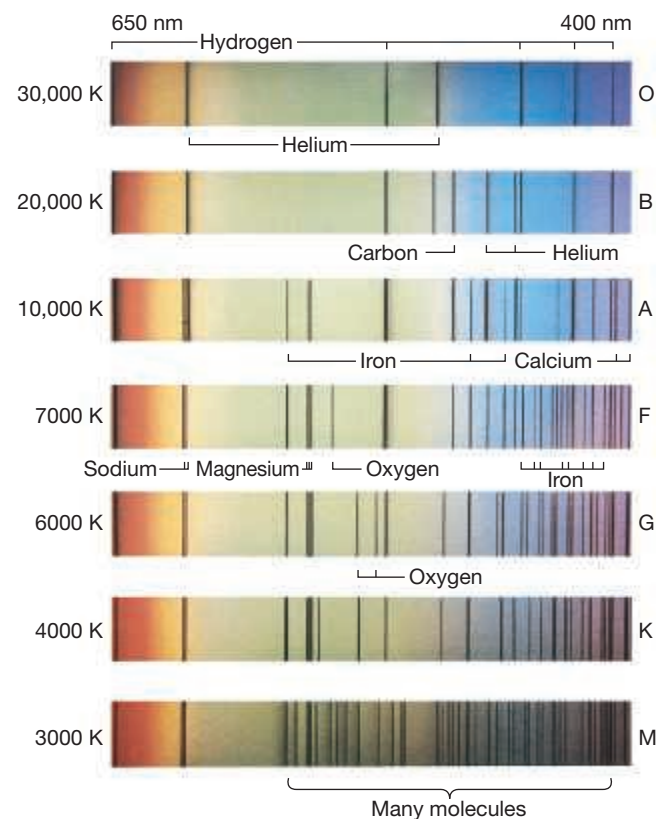 650 nm 400 nm
Hydrogen
30,000 K O
Helium
20,000 K B
Carbon Helium
10,000 K A
Iron Calcium
7000 K F
Sodium Magnesium Oxygen
Iron
6000 K G
Oxygen
4000 K K
3000 K M
Many molecules